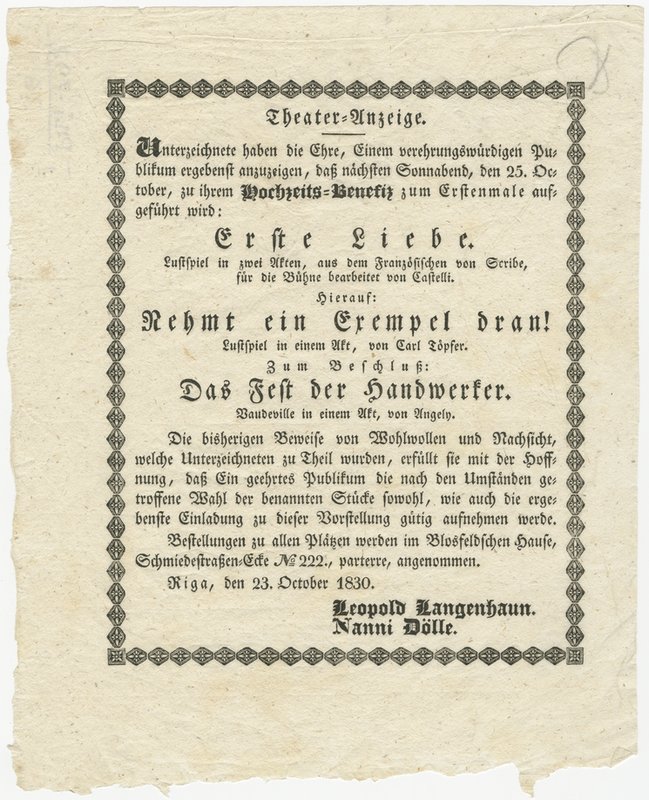 Theater-Anzeige.
Unterzeichnete haben die Ehre, Einem verehrungswürdigen Pu-
blikum ergebenst anzuzeigen, daß nächsten Sonnabend, den 25. Oc-
tober, zu ihrem Hochzeits-Benefiz zum Erstenmale auf-
geführt wird:
Erste Liebe.
Lustspiel in zwei Akten, aus dem Französischen von Scribe,
für die Bühne bearbeitet von Castelli.
Hierauf:
Nehmt ein Exempel dran!
Lustspiel in einem Akt, von Carl Töpfer.
Zum Beschluß:
Das Fest der Handwerker.
Vaudeville in einem Akt, von Angely.
Die bisherigen Beweise von Wohlwollen und Nachsicht,
welche Unterzeichneten zu Theil wurden, erfüllt sie mit der Hoff-
nung, daß Ein geehrtes Publikum die nach den Umständen ge-
troffene Wahl der benannten Stücke sowohl, wie auch die erge-
benste Einladung zu dieser Vorstellung gütig aufnehmen werde.
Bestellungen zu allen Plätzen werden im Blosfeldschen Hause,
Schmiedestraßen-Ecke № 222., parterre, angenommen.
Riga, den 23. October 1830.
Leopold Langenhaun.
Nanni Dölle.